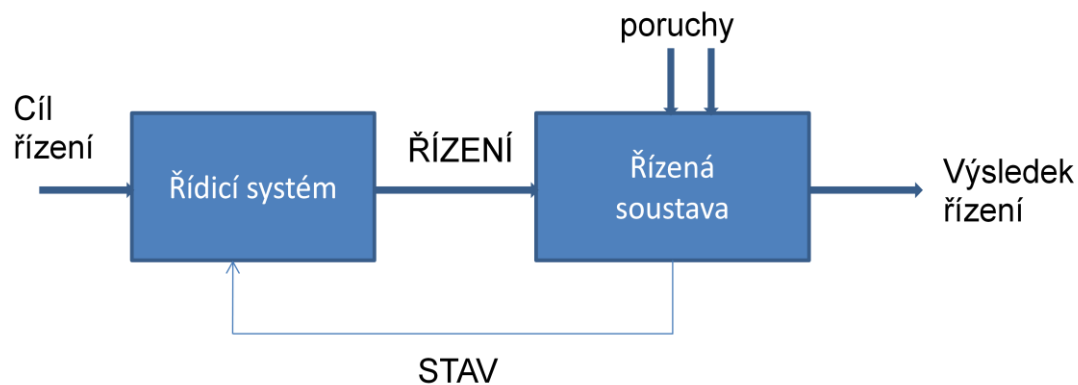 poruchy
Cíl
řízení
Řídicí systém
ŘÍZENÍ
Řízená
soustava
Výsledek
řízení
STAV